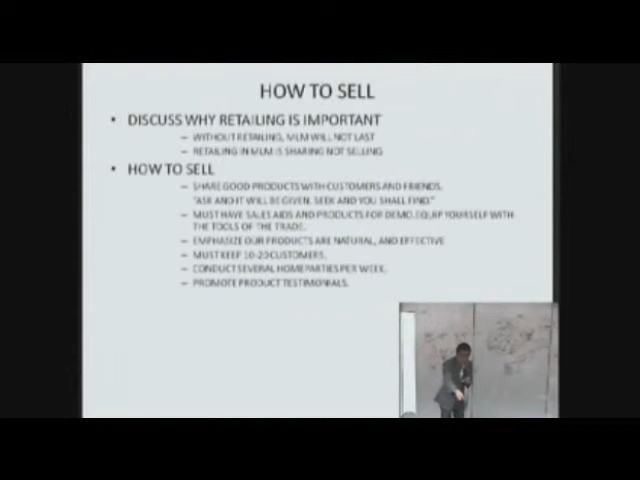 HOW TO SELL
• DISCUSS WHY RETAILING IS IMPORTANT
– WITHOUT RETAILING, MLM WILL NOT LAST
– RETAILING IN MLM IS SHARING NOT SELLING
• HOW TO SELL
– SHARE GOOD PRODUCTS WITH CUSTOMERS AND FRIENDS.
"ASK AND IT WILL BE GIVEN. SEEK AND YOU SHALL FIND."
– MUST HAVE SALES AIDS AND PRODUCTS FOR DEMO.EQUIP YOURSELF WITH
THE TOOLS OF THE TRADE.
– EMPHASIZE OUR PRODUCTS ARE NATURAL, AND EFFECTIVE
– MUST KEEP 10-20 CUSTOMERS.
– CONDUCT SEVERAL HOMEPARTIES PER WEEK.
– PROMOTE PRODUCT TESTIMONIALS.